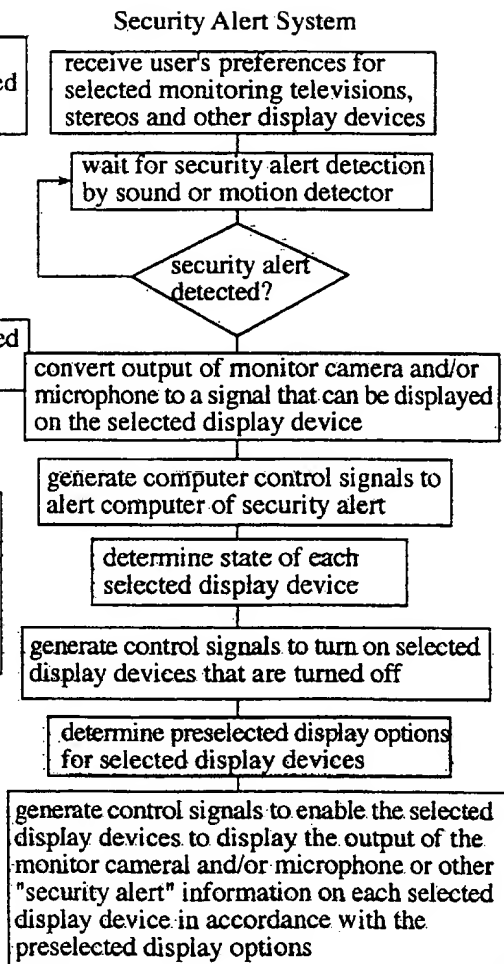 Security Alert System
ed
receive user's preferences for
selected monitoring televisions,
stereos and other display devices
wait for security alert detection
by sound or motion detector
security alert
detected?
ed
convert output of monitor camera and/or
microphone to a signal that can be displayed
on the selected display device
generate computer control signals to
alert computer of security alert
determine state of each
selected display device
generate control signals to turn on selected
display devices that are turned off
determine preselected display options
for selected display devices
generate control signals to enable the selected
display devices to display the output of the
monitor cameral and/or microphone or other
"security alert" information on each selected
display device in accordance with the
preselected display options